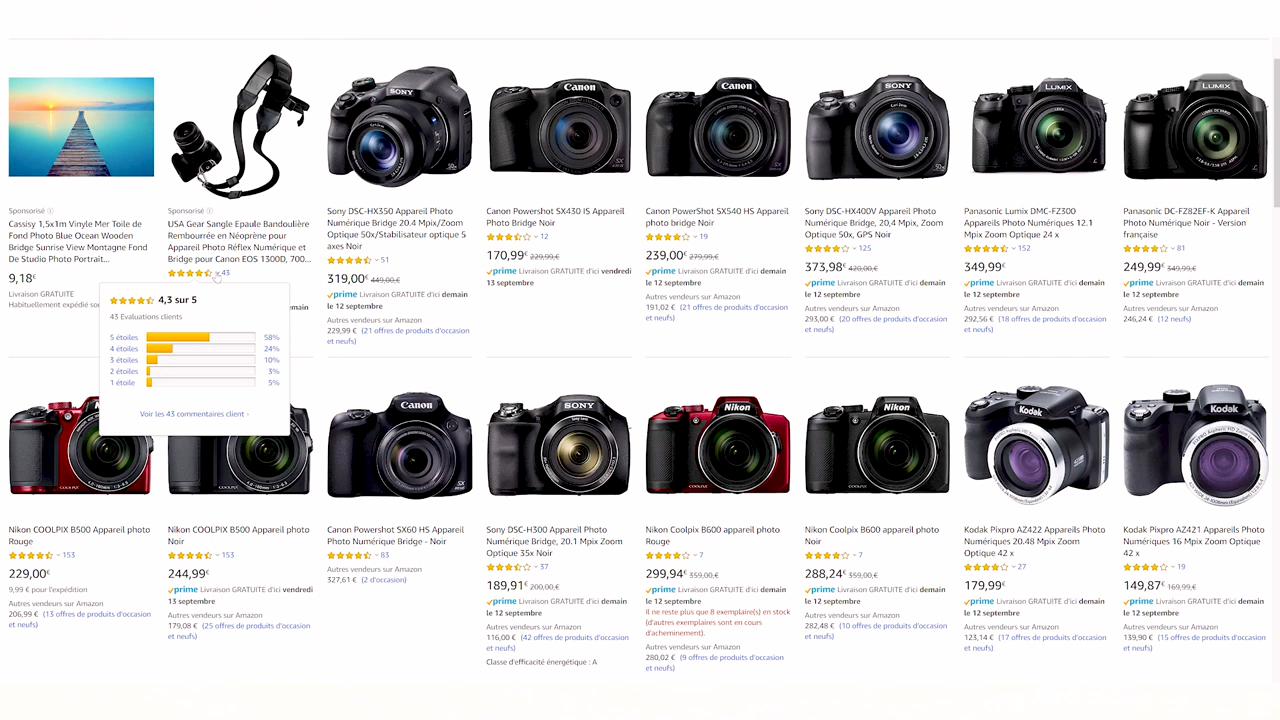 Sponsorisé
Cassisy 1,5x1m Vinyle Mer Teile de
Fond Photo Blue Ocean Wooden
Bridge Sunrise View Montagne Fond
De Studio Photo Portrait...
9,18€
Livraison GRATUITE
Habituellement expédié so
Sponsorisé
USA Gear Sangle Epaule Bandoulière
Rembourrée en Néoprène pour
Appareil Photo Réflex Numérique et
Bridge pour Canon EOS 1300D, 700...
43
4,3 sur 5
43 Evaluations clients
5 étoiles 58%
4 étoiles 24%
3 étoiles 10%
2 étoiles 3%
1 étoile 5%
Voir les 43 commentaires client ›
demain
SONY
Sony DSC-HX350 Appareil Photo
Numérique Bridge 20.4 Mpix/Zoom
Optique 50x/Stabilisateur optique 5
axes Noir
51
319,00€ 449,00€
prime Livraison GRATUITE d'ici demain
le 12 septembre
Autres vendeurs sur Amazon
229,99 € (21 offres de produits d'occasion
et neufs)
Canon
Canon Powershot SX430 IS Appareil
Photo Bridge Noir
12
170,99€ 229,99€
prime Livraison GRATUITE d'ici vendredi
13 septembre
Canon
Canon PowerShot SX540 HS Appareil
photo numérique Bridge Noir
19
239,00€ 279,99€
prime Livraison GRATUITE d'ici demain
le 12 septembre
Autres vendeurs sur Amazon
191,02 € (21 offres de produits d'occasion
et neufs)
SONY
Sony DSC-HX400V Appareil Photo
Numérique Bridge, 20,4 Mpix, Zoom
Optique 50x, GPS Noir
125
373,98€ 420,00€
prime Livraison GRATUITE d'ici demain
le 12 septembre
Autres vendeurs sur Amazon
293,00 € (20 offres de produits d'occasion
et neufs)
LUMIX
Panasonic Lumix DMC-FZ300
Appareils Photo Numériques 12.1
Mpix Zoom Optique 24 x
152
349,99€
prime Livraison GRATUITE d'ici demain
le 12 septembre
Autres vendeurs sur Amazon
292,56 € (18 offres de produits d'occasion
et neufs)
LUMIX
Panasonic DC-FZ82EF-K Appareil
Photo Numérique Noir - Version
française
81
249,99€ 349,99€
prime Livraison GRATUITE d'ici demain
le 12 septembre
Autres vendeurs sur Amazon
246,24 € (12 neufs)
COOLPIX
Nikon COOLPIX B500 Appareil photo
Rouge
153
229,00€
9,99 € pour l'expédition
Autres vendeurs sur Amazon
206,99 € (13 offres de produits d'occasion
et neufs)
COOLPIX
Nikon COOLPIX B500 Appareil photo
Noir
153
244,99€
prime Livraison GRATUITE d'ici vendredi
13 septembre
Autres vendeurs sur Amazon
179,08 € (25 offres de produits d'occasion
et neufs)
Canon
Canon Powershot SX60 HS Appareil
Photo Numérique Bridge - Noir
83
Autres vendeurs sur Amazon
327,61 € (2 d'occasion)
SONY
Sony DSC-H300 Appareil Photo
Numérique Bridge, 20.1 Mpix Zoom
Optique 35x Noir
37
189,91€ 200,00€
prime Livraison GRATUITE d'ici demain
le 12 septembre
Autres vendeurs sur Amazon
116,00 € (42 offres de produits d'occasion
et neufs)
Classe d'efficacité énergétique : A
Nikon
COOLPIX
Nikon Coolpix B600 appareil photo
Rouge
7
299,94€ 359,00€
prime Livraison GRATUITE d'ici demain
le 12 septembre
Il ne reste plus que 8 exemplaire(s) en stock
(d'autres exemplaires sont en cours
d'acheminement).
Autres vendeurs sur Amazon
280,02 € (9 offres de produits d'occasion
et neufs)
Nikon
COOLPIX
Nikon Coolpix B600 appareil photo
Noir
7
288,24€ 359,00€
prime Livraison GRATUITE d'ici demain
le 12 septembre
Autres vendeurs sur Amazon
282,48 € (10 offres de produits d'occasion
et neufs)
Kodak
Kodak Pixpro AZ422 Appareils Photo
Numériques 20.48 Mpix Zoom
Optique 42 x
27
179,99€
prime Livraison GRATUITE d'ici demain
le 12 septembre
Autres vendeurs sur Amazon
123,14 € (17 offres de produits d'occasion
et neufs)
Kodak
Kodak Pixpro AZ421 Appareils Photo
Numériques 16 Mpix Zoom Optique
42 x
19
149,87€ 169,99€
prime Livraison GRATUITE d'ici demain
le 12 septembre
Autres vendeurs sur Amazon
139,90 € (15 offres de produits d'occasion
et neufs)